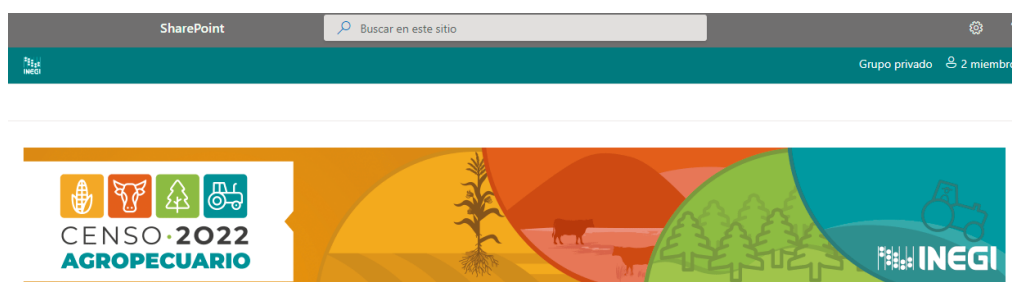 SharePoint
Buscar en este sitio
INEGI
Grupo privado
2 miembro
CENSO·2022
AGROPECUARIO
INEGI